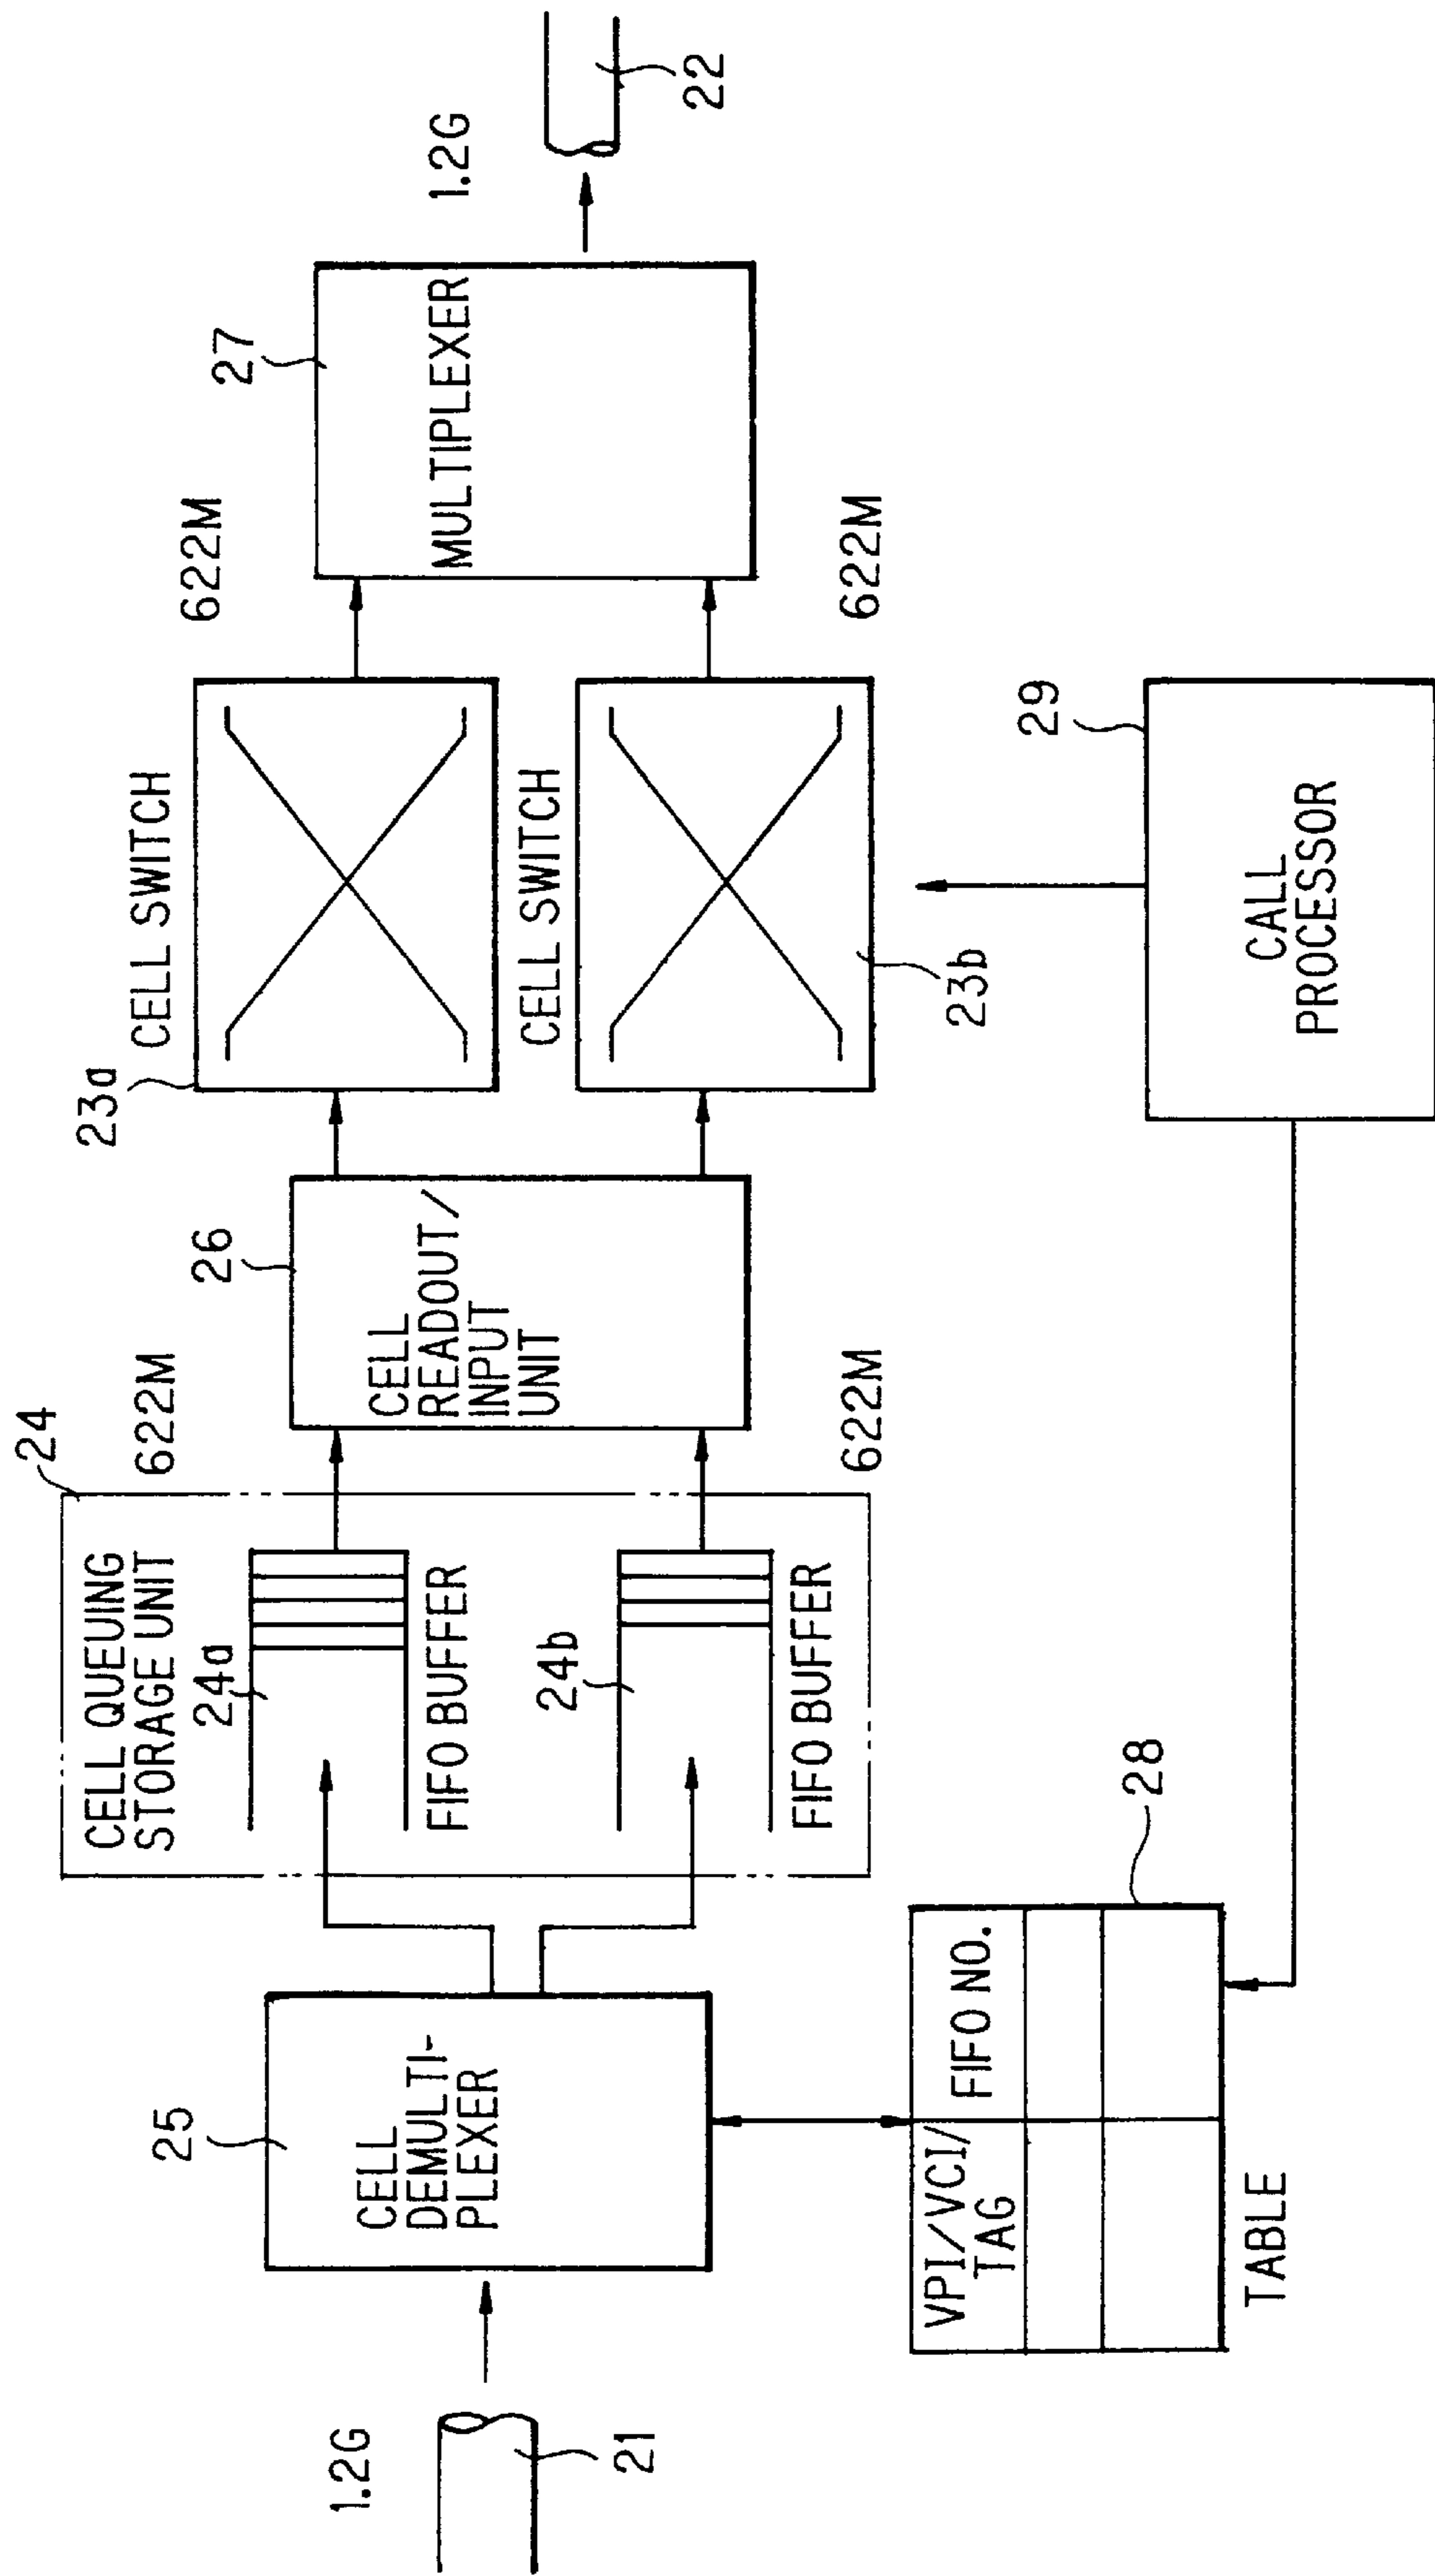 1.2G
21
25
CELL
DEMULTI-
PLEXER
VPI/VCI/
TAG
FIFO NO.
28
TABLE
24
CELL QUEUING
STORAGE UNIT
24a
FIFO BUFFER
24b
FIFO BUFFER
622M
622M
26
CELL
READOUT/
INPUT
UNIT
23a
CELL SWITCH
CELL SWITCH
23b
29
CALL
PROCESSOR
622M
622M
27
MULTIPLEXER
1.2G
22